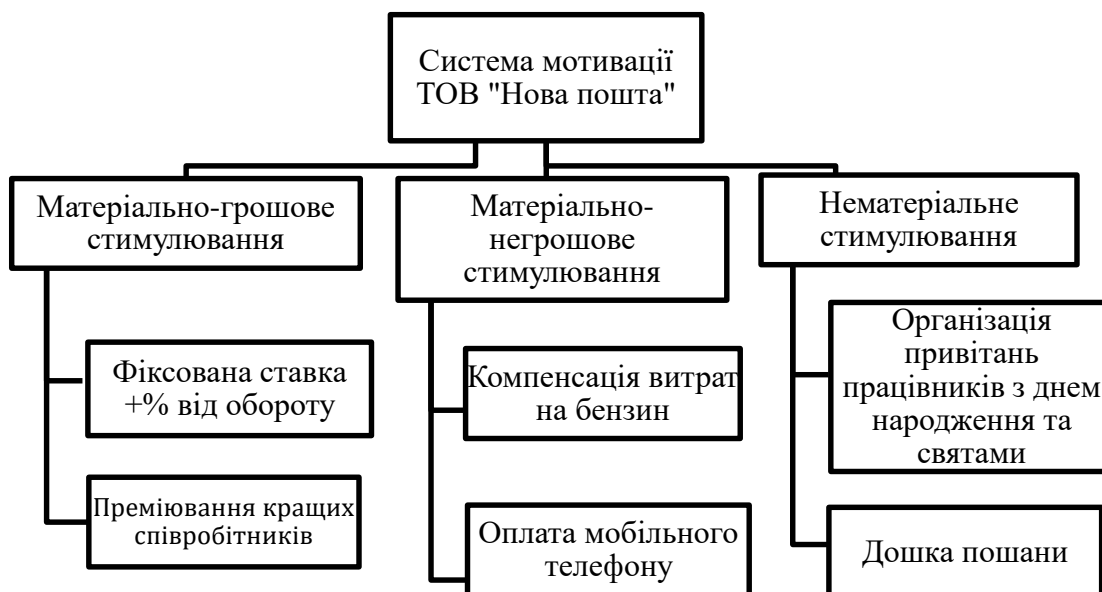 Система мотивації
ТОВ "Нова пошта"
Матеріально-грошове
стимулювання
Фіксована ставка
+% від обороту
Преміювання кращих
співробітників
Матеріально-
негрошове
стимулювання
Компенсація витрат
на бензин
Оплата мобільного
телефону
Нематеріальне
стимулювання
Організація
привітань
працівників з днем
народження та
святами
Дошка пошани